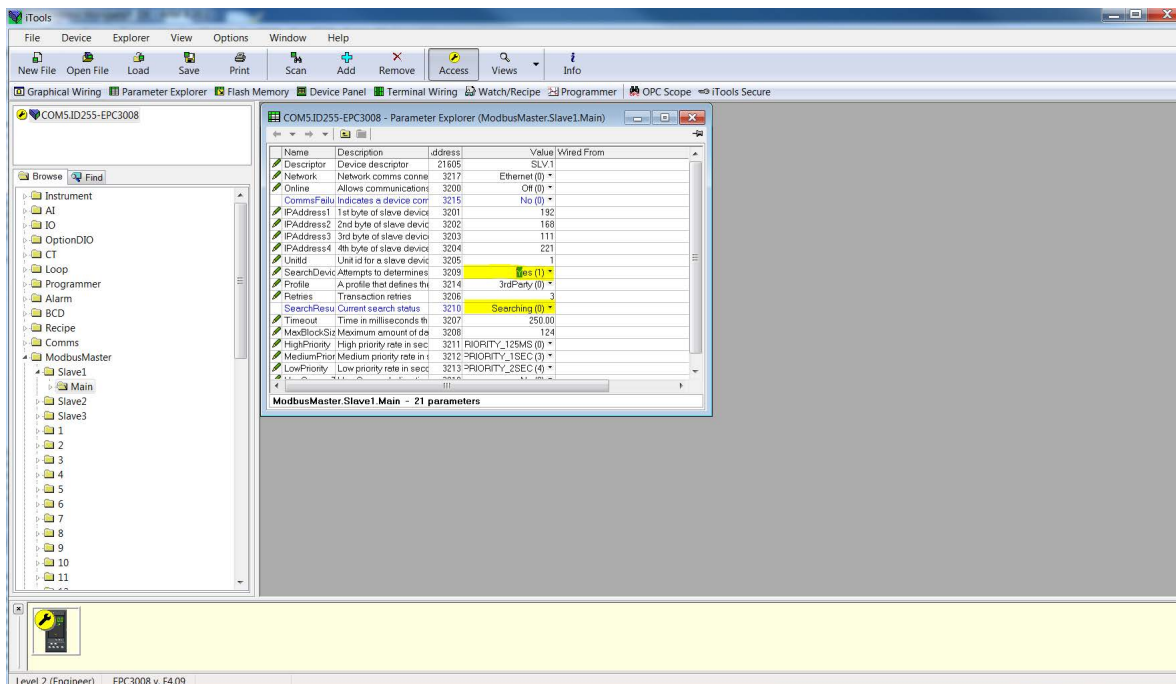 iTools
File Device Explorer View Options Window Help
New File Open File Load Save Print Scan Add Remove Access Views Info
Graphical Wiring Parameter Explorer Flash Memory Device Panel Terminal Wiring Watch/Recipe Programmer OPC Scope iTools Secure
COM5.ID255-EPC3008
Browse Find
Instrument
AI
IO
OptionDIO
CT
Loop
Programmer
Alarm
BCD
Recipe
Comms
ModbusMaster
Slave1
Main
Slave2
Slave3
1
2
3
4
5
6
7
8
9
10
11
COM5.ID255-EPC3008 - Parameter Explorer (ModbusMaster.Slave1.Main)
Name Description ddress Value Wired From
Descriptor Device descriptor 21605 SLV.1
Network Network comms conne 3217 Ethernet (0)
Online Allows communications 3200 Off (0)
CommsFailu Indicates a device com 3215 No (0)
IPAddress1 1st byte of slave device 3201 192
IPAddress2 2nd byte of slave devic 3202 168
IPAddress3 3rd byte of slave devic 3203 111
IPAddress4 4th byte of slave device 3204 221
UnitId Unit id for a slave devic 3205 1
SearchDevic Attempts to determines 3209 Yes (1)
Profile A profile that defines the 3214 3rdParty (0)
Retries Transaction retries 3206 3
SearchResu Current search status 3210 Searching (0)
Timeout Time in milliseconds th 3207 250.00
MaxBlockSiz Maximum amount of da 3208 124
HighPriority High priority rate in sec 3211 RIORITY_125MS (0)
MediumPrior Medium priority rate in s 3212 PRIORITY_1SEC (3)
LowPriority Low priority rate in secc 3213 PRIORITY_2SEC (4)
ModbusMaster.Slave1.Main - 21 parameters
Level 2 (Engineer) EPC3008 v. E4.09